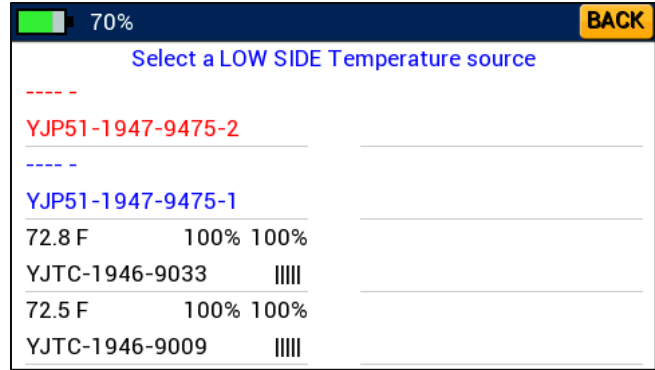 70% BACK
Select a LOW SIDE Temperature source
---- -
YJP51-1947-9475-2
---- -
YJP51-1947-9475-1
72.8 F 100% 100%
YJTC-1946-9033 |||||
72.5 F 100% 100%
YJTC-1946-9009 |||||